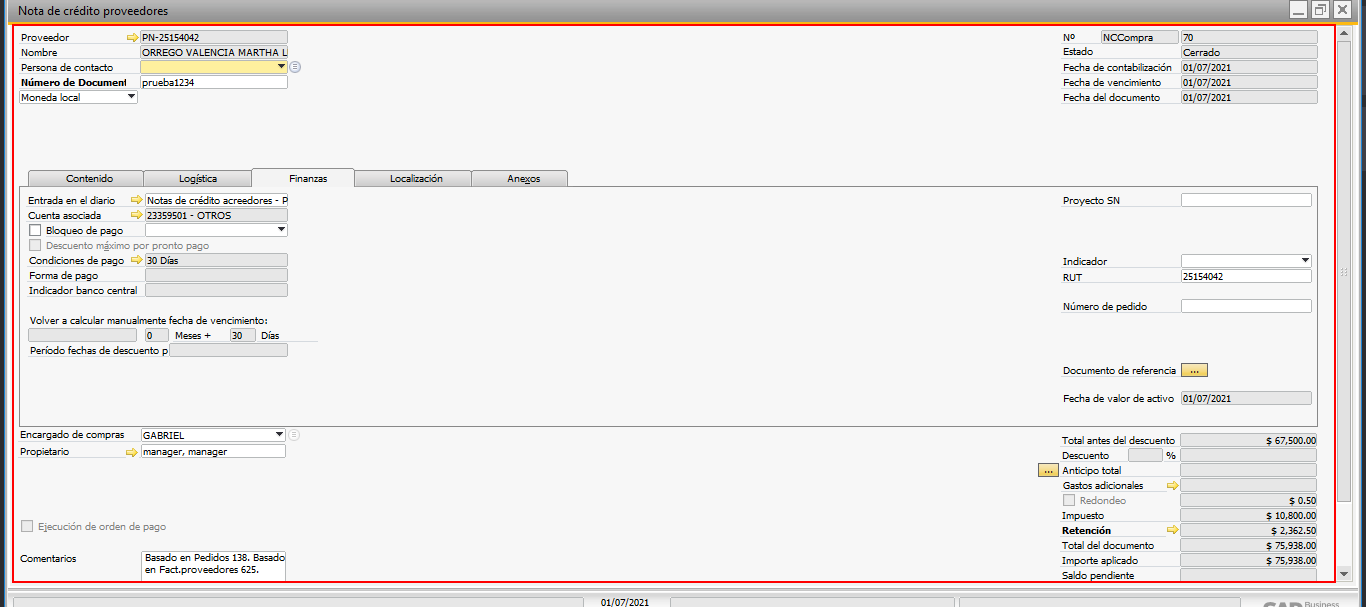 Nota de crédito proveedores
Proveedor PN-25154042
Nombre ORREGO VALENCIA MARTHA L
Persona de contacto
Número de Document prueba1234
Moneda local
Nº NCCompra 70
Estado Cerrado
Fecha de contabilización 01/07/2021
Fecha de vencimiento 01/07/2021
Fecha del documento 01/07/2021
Contenido Logística Finanzas Localización Anexos
Entrada en el diario Notas de crédito acreedores - P
Cuenta asociada 23359501 - OTROS
Bloqueo de pago
Descuento máximo por pronto pago
Condiciones de pago 30 Días
Forma de pago
Indicador banco central
Volver a calcular manualmente fecha de vencimiento:
0 Meses + 30 Días
Período fechas de descuento p
Proyecto SN
Indicador
RUT 25154042
Número de pedido
Documento de referencia ...
Fecha de valor de activo 01/07/2021
Encargado de compras GABRIEL
Propietario manager, manager
Ejecución de orden de pago
Comentarios Basado en Pedidos 138. Basado
en Fact.proveedores 625.
Total antes del descuento $ 67,500.00
Descuento %
... Anticipo total
Gastos adicionales
Redondeo $ 0.50
Impuesto $ 10,800.00
Retención $ 2,362.50
Total del documento $ 75,938.00
Importe aplicado $ 75,938.00
Saldo pendiente
01/07/2021
SAP Business